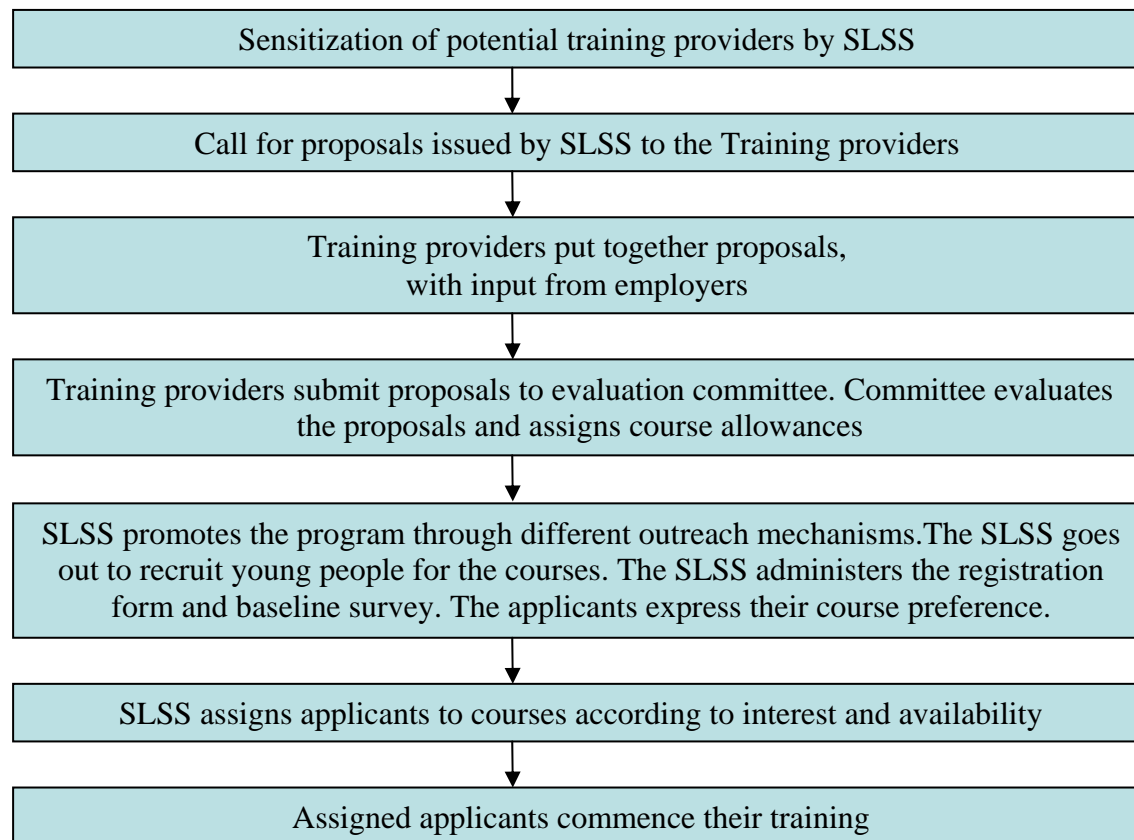 Sensitization of potential training providers by SLSS
Call for proposals issued by SLSS to the Training providers
Training providers put together proposals,
with input from employers
Training providers submit proposals to evaluation committee. Committee evaluates
the proposals and assigns course allowances
SLSS promotes the program through different outreach mechanisms.The SLSS goes
out to recruit young people for the courses. The SLSS administers the registration
form and baseline survey. The applicants express their course preference.
SLSS assigns applicants to courses according to interest and availability
Assigned applicants commence their training